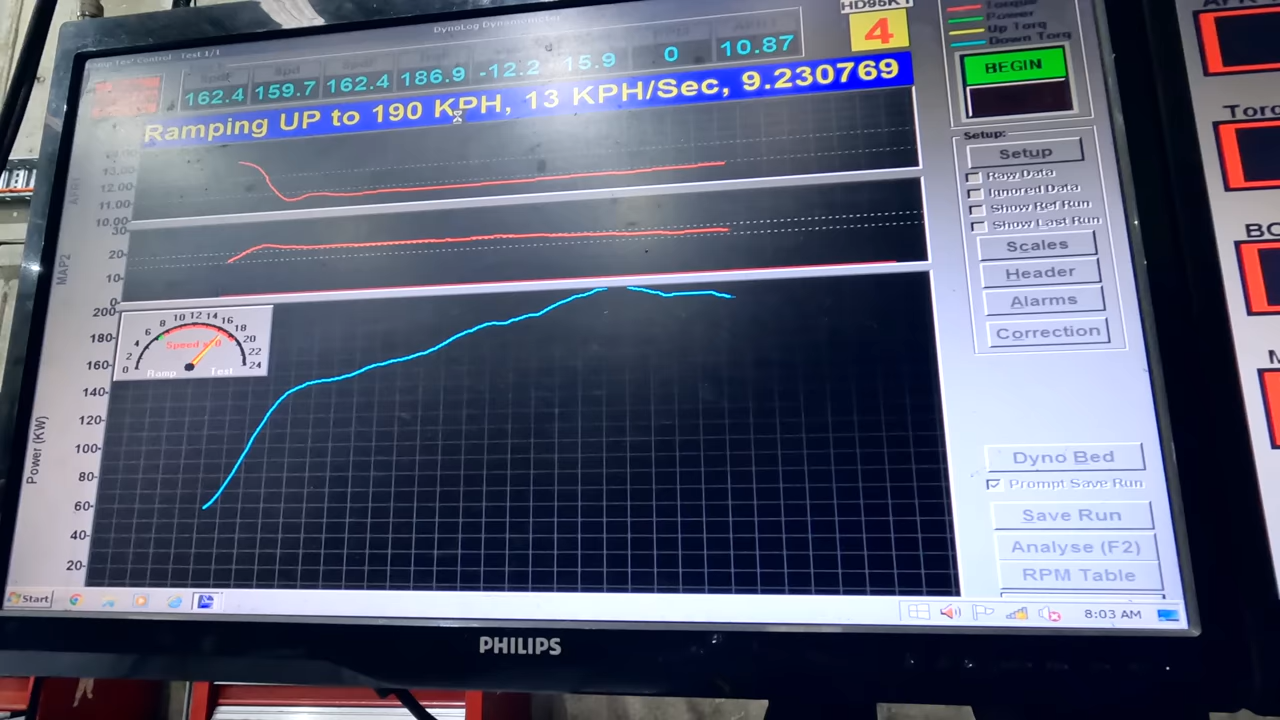 DynoLog Dynamometer
Test 1/1
HD95K1
4
162.4 159.7 162.4 186.9 -12.2 15.9 0 10.87
Ramping UP to 190 KPH, 13 KPH/Sec, 9.230769
Torque
Power
Up Torq
Down Torq
BEGIN
Setup:
Setup
Raw Data
Ignored Data
Show Ref Run
Show Last Run
Scales
Header
Alarms
Correction
Dyno Bed
Prompt Save Run
Save Run
Analyse (F2)
RPM Table
13.00
12.00
11.00
10.00
AFR1
30
20
10
0
MAP2
200
180
160
140
120
100
80
60
40
20
Power (KW)
0 2 4 6 8 10 12 14 16 18 20 22 24
Ramp Test
Start
8:03 AM
PHILIPS
BO
M